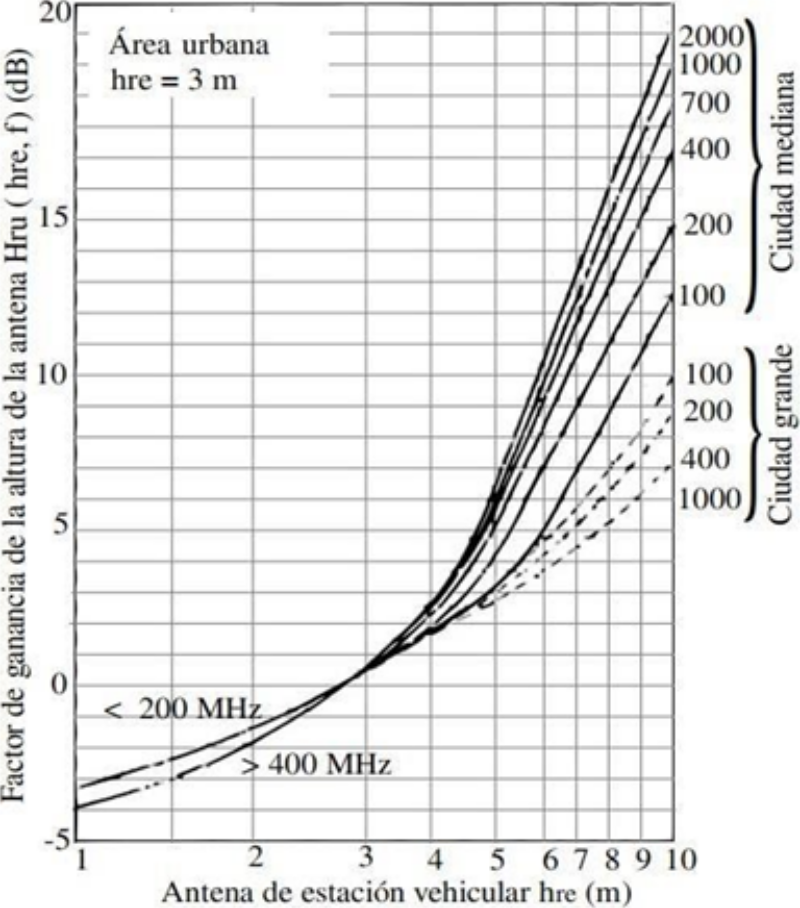 Factor de ganancia de la altura de la antena Hru ( hre, f) (dB)
20
15
10
5
0
-5
Área urbana
hre = 3 m
< 200 MHz
> 400 MHz
2000
1000
700
400
200
100
Ciudad mediana
100
200
400
1000
Ciudad grande
1 2 3 4 5 6 7 8 9 10
Antena de estación vehicular hre (m)